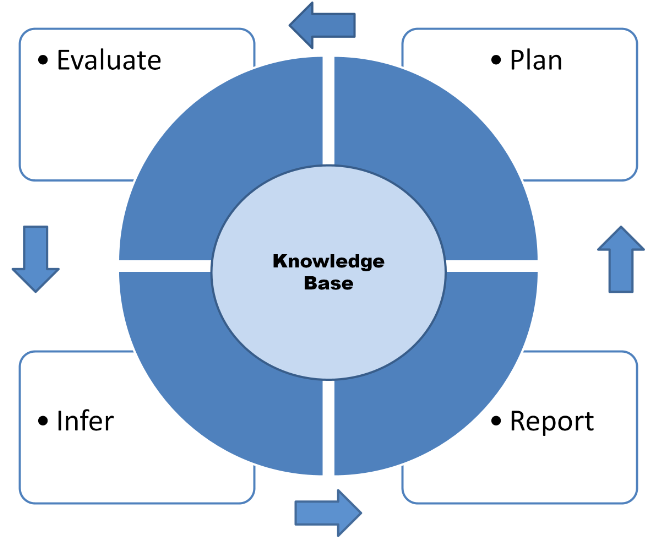 • Evaluate
• Plan
Knowledge
Base
• Infer
• Report